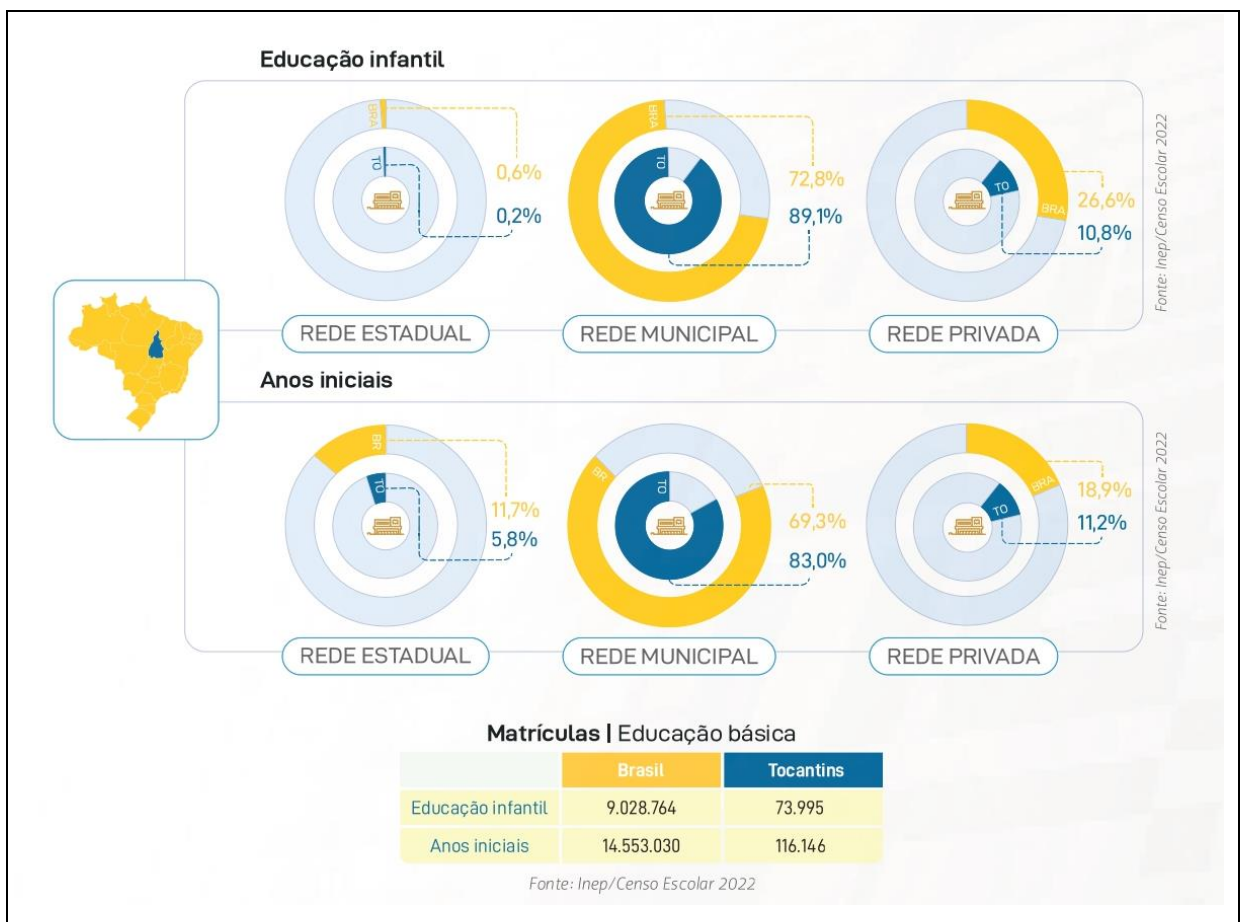 Educação infantil
BRA
TO
0,6%
0,2%
REDE ESTADUAL
BRA
TO
72,8%
89,1%
REDE MUNICIPAL
BRA
TO
26,6%
10,8%
REDE PRIVADA
Fonte: Inep/Censo Escolar 2022
Anos iniciais
BR
TO
11,7%
5,8%
REDE ESTADUAL
BR
TO
69,3%
83,0%
REDE MUNICIPAL
BRA
TO
18,9%
11,2%
REDE PRIVADA
Fonte: Inep/Censo Escolar 2022
Matrículas | Educação básica
Brasil Tocantins
Educação infantil 9.028.764 73.995
Anos iniciais 14.553.030 116.146
Fonte: Inep/Censo Escolar 2022